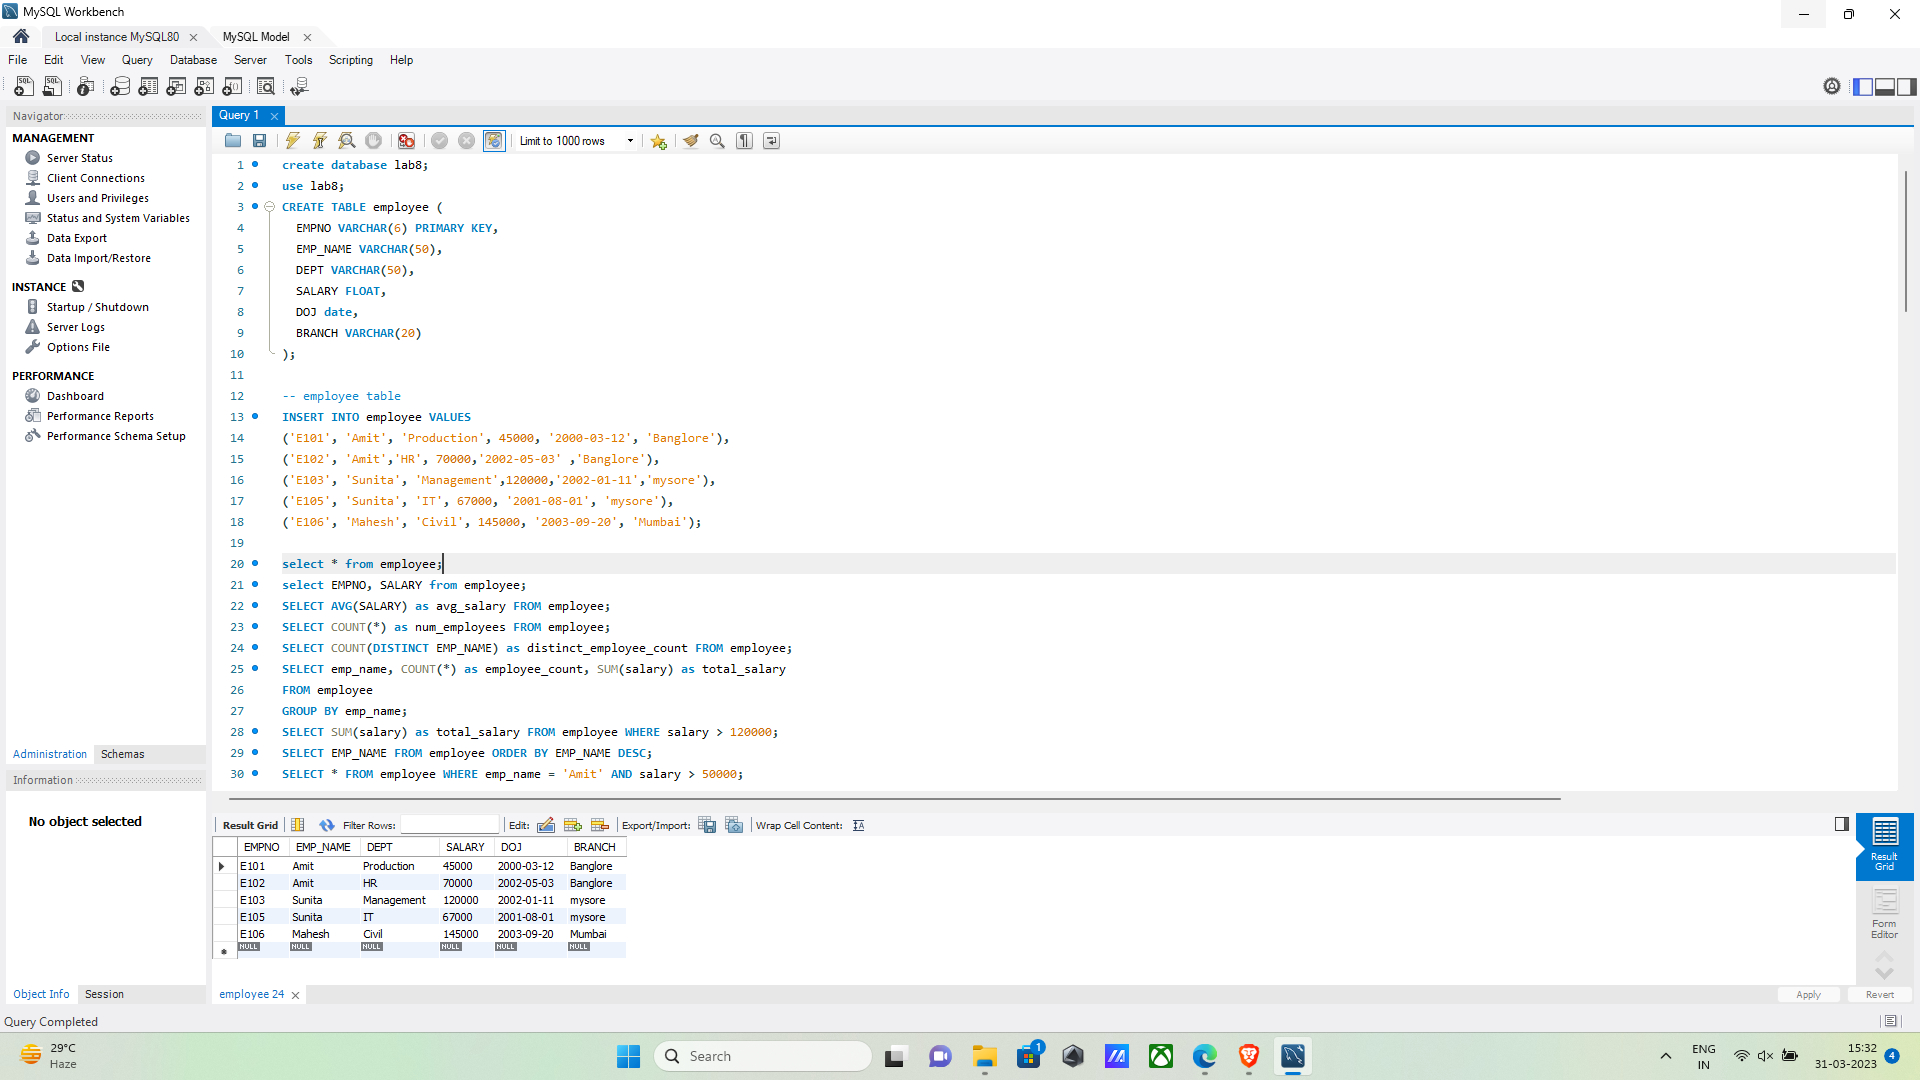 MySQL Workbench
Local instance MySQL80
MySQL Model
File Edit View Query Database Server Tools Scripting Help
Navigator
MANAGEMENT
Server Status
Client Connections
Users and Privileges
Status and System Variables
Data Export
Data Import/Restore
INSTANCE
Startup / Shutdown
Server Logs
Options File
PERFORMANCE
Dashboard
Performance Reports
Performance Schema Setup
Administration Schemas
Information
No object selected
Object Info Session
Query 1
Limit to 1000 rows
1 create database lab8;
2 use lab8;
3 CREATE TABLE employee (
4 EMPNO VARCHAR(6) PRIMARY KEY,
5 EMP_NAME VARCHAR(50),
6 DEPT VARCHAR(50),
7 SALARY FLOAT,
8 DOJ date,
9 BRANCH VARCHAR(20)
10 );
11
12 -- employee table
13 INSERT INTO employee VALUES
14 ('E101', 'Amit', 'Production', 45000, '2000-03-12', 'Banglore'),
15 ('E102', 'Amit','HR', 70000,'2002-05-03' ,'Banglore'),
16 ('E103', 'Sunita', 'Management',120000,'2002-01-11','mysore'),
17 ('E105', 'Sunita', 'IT', 67000, '2001-08-01', 'mysore'),
18 ('E106', 'Mahesh', 'Civil', 145000, '2003-09-20', 'Mumbai');
19
20 select * from employee;
21 select EMPNO, SALARY from employee;
22 SELECT AVG(SALARY) as avg_salary FROM employee;
23 SELECT COUNT(*) as num_employees FROM employee;
24 SELECT COUNT(DISTINCT EMP_NAME) as distinct_employee_count FROM employee;
25 SELECT emp_name, COUNT(*) as employee_count, SUM(salary) as total_salary
26 FROM employee
27 GROUP BY emp_name;
28 SELECT SUM(salary) as total_salary FROM employee WHERE salary > 120000;
29 SELECT EMP_NAME FROM employee ORDER BY EMP_NAME DESC;
30 SELECT * FROM employee WHERE emp_name = 'Amit' AND salary > 50000;
Result Grid Filter Rows: Edit: Export/Import: Wrap Cell Content:
EMPNO EMP_NAME DEPT SALARY DOJ BRANCH
E101 Amit Production 45000 2000-03-12 Banglore
E102 Amit HR 70000 2002-05-03 Banglore
E103 Sunita Management 120000 2002-01-11 mysore
E105 Sunita IT 67000 2001-08-01 mysore
E106 Mahesh Civil 145000 2003-09-20 Mumbai
NULL NULL NULL NULL NULL NULL
Result
Grid
Form
Editor
employee 24
Apply Revert
Query Completed
29°C
Haze
Search
1
ENG
IN
15:32
31-03-2023
4